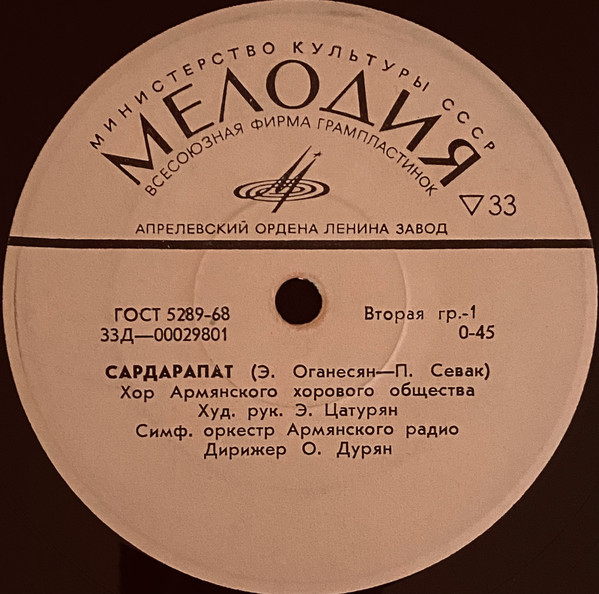 МИНИСТЕРСТВО КУЛЬТУРЫ СССР
МЕЛОДИЯ
ВСЕСОЮЗНАЯ ФИРМА ГРАМПЛАСТИНОК
▽33
АПРЕЛЕВСКИЙ ОРДЕНА ЛЕНИНА ЗАВОД
ГОСТ 5289-68
Вторая гр.-1
33Д—00029801
0-45
САРДАРАПАТ (Э. Оганесян—П. Севак)
Хор Армянского хорового общества
Худ. рук. Э. Цатурян
Симф. оркестр Армянского радио
Дирижер О. Дурян